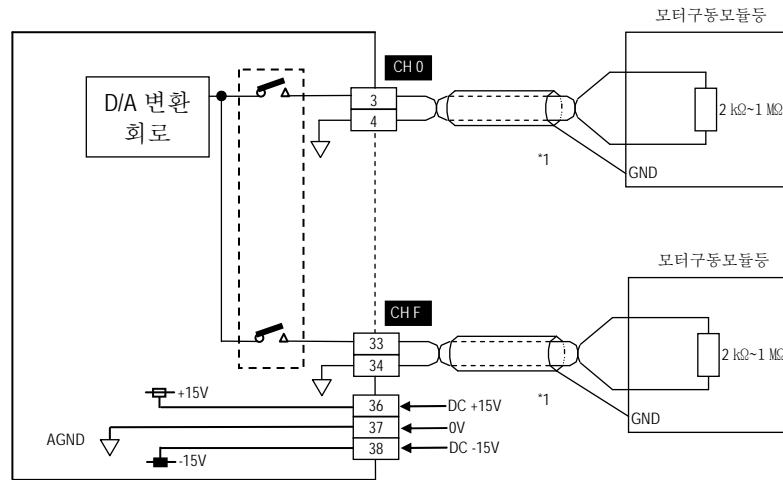 모터구동모듈등
CH 0
D/A 변환
회로
3
4
2 kΩ~1 MΩ
*1
GND
모터구동모듈등
CH F
33
34
2 kΩ~1 MΩ
*1
GND
+15V
36
DC +15V
AGND
37
0V
38
DC -15V
-15V